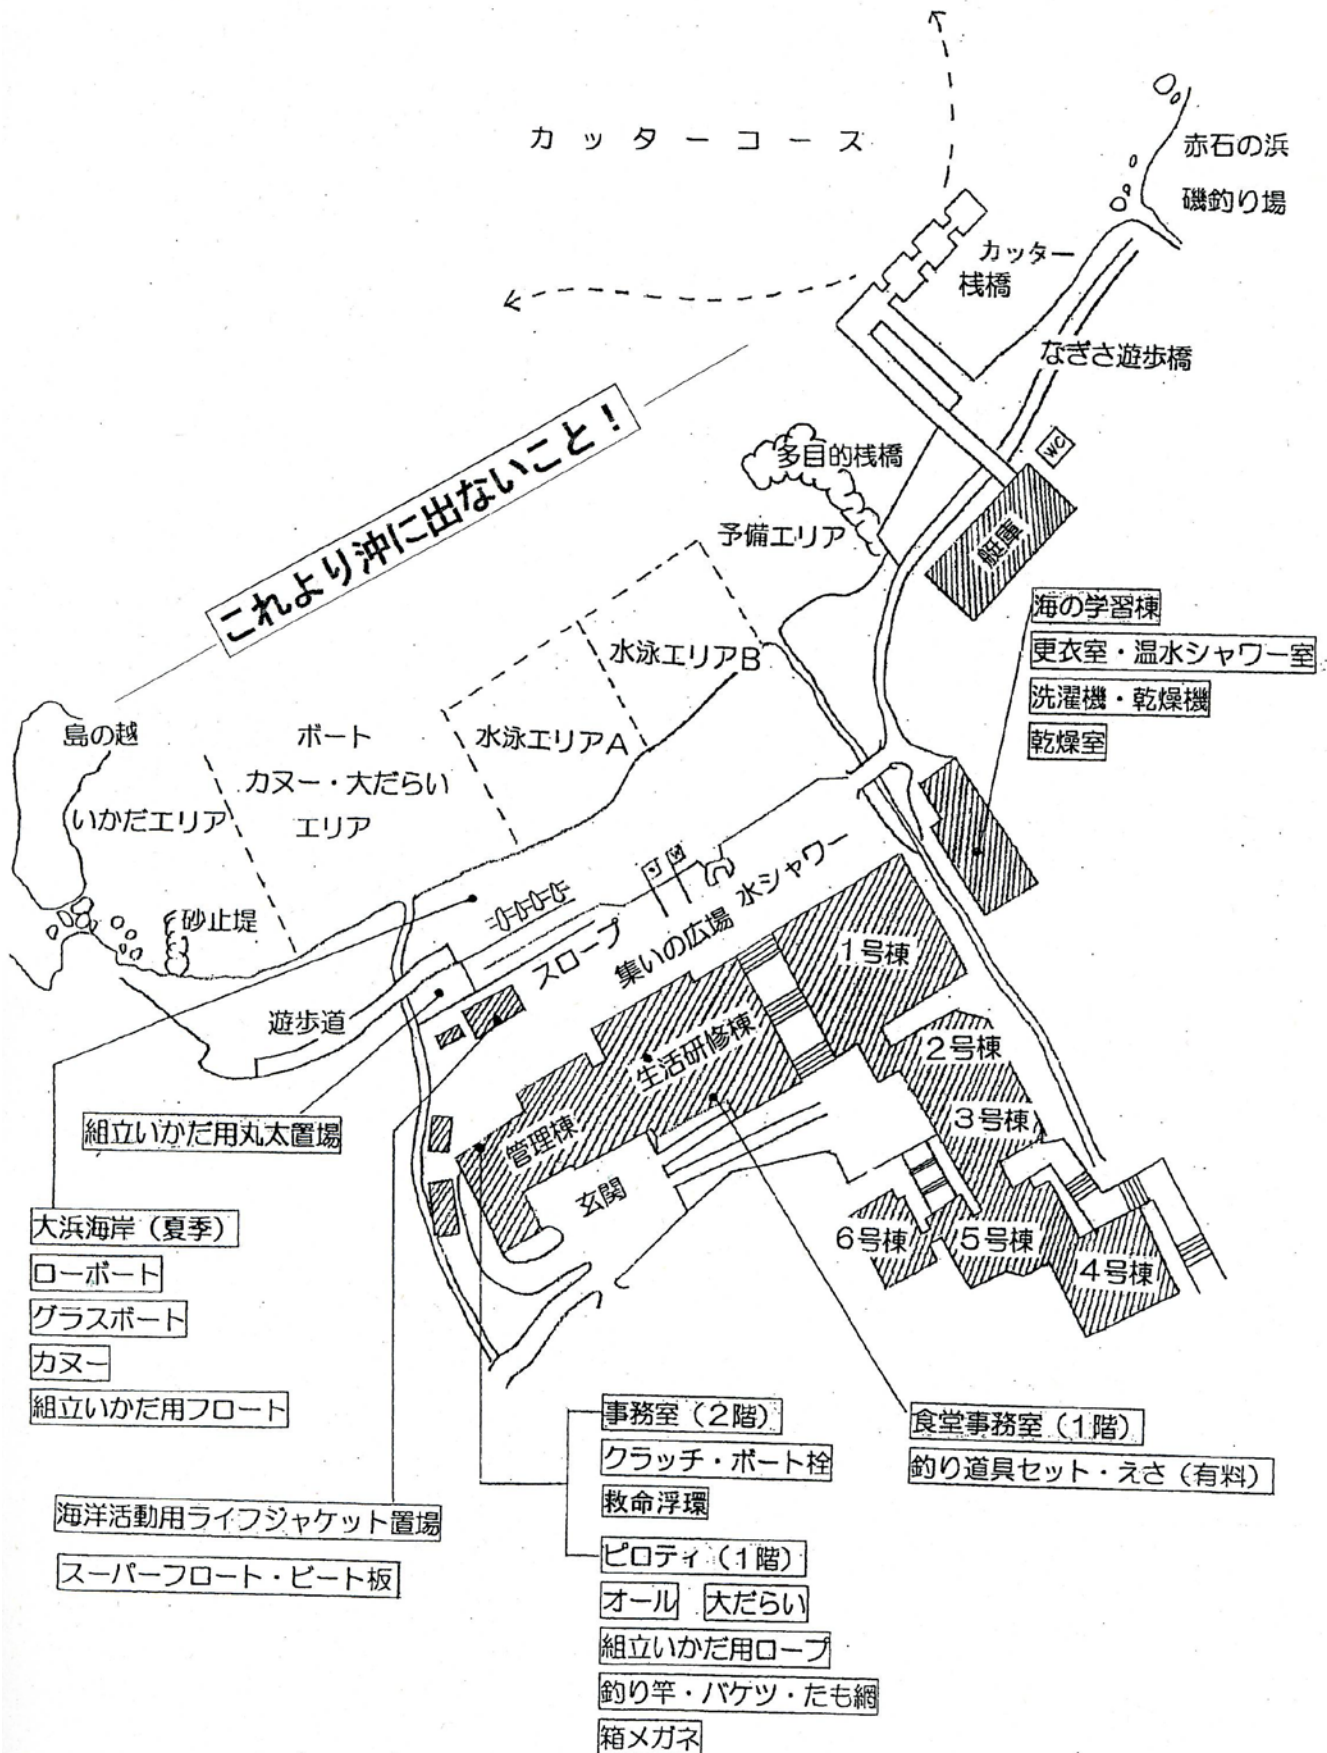 カッターコース
赤石の浜
磯釣り場
カッター
桟橋
なぎさ遊歩橋
WC
これより沖に出ないこと！
多目的桟橋
予備エリア
艇庫
海の学習棟
更衣室・温水シャワー室
洗濯機・乾燥機
乾燥室
水泳エリアB
水泳エリアA
ボート
カヌー・大だらい
エリア
島の越
いかだエリア
砂止堤
遊歩道
スロープ
集いの広場
水シャワー
1号棟
2号棟
3号棟
4号棟
5号棟
6号棟
生活研修棟
管理棟
玄関
組立いかだ用丸太置場
大浜海岸（夏季）
ローボート
グラスボート
カヌー
組立いかだ用フロート
海洋活動用ライフジャケット置場
スーパーフロート・ビート板
事務室（2階）
クラッチ・ボート栓
救命浮環
ピロティ（1階）
オール 大だらい
組立いかだ用ロープ
釣り竿・バケツ・たも網
箱メガネ
食堂事務室（1階）
釣り道具セット・えさ（有料）